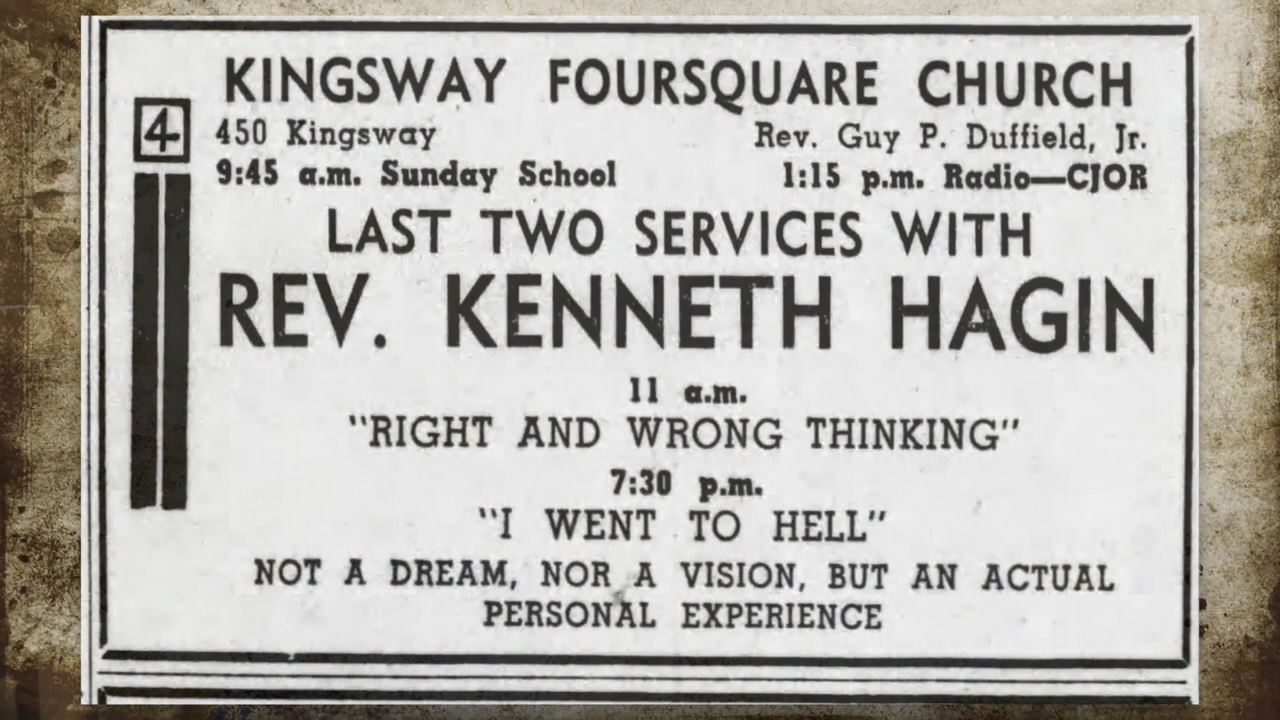 KINGSWAY FOURSQUARE CHURCH
4
450 Kingsway Rev. Guy P. Duffield, Jr.
9:45 a.m. Sunday School 1:15 p.m. Radio—CJOR
LAST TWO SERVICES WITH
REV. KENNETH HAGIN
11 a.m.
"RIGHT AND WRONG THINKING"
7:30 p.m.
"I WENT TO HELL"
NOT A DREAM, NOR A VISION, BUT AN ACTUAL
PERSONAL EXPERIENCE